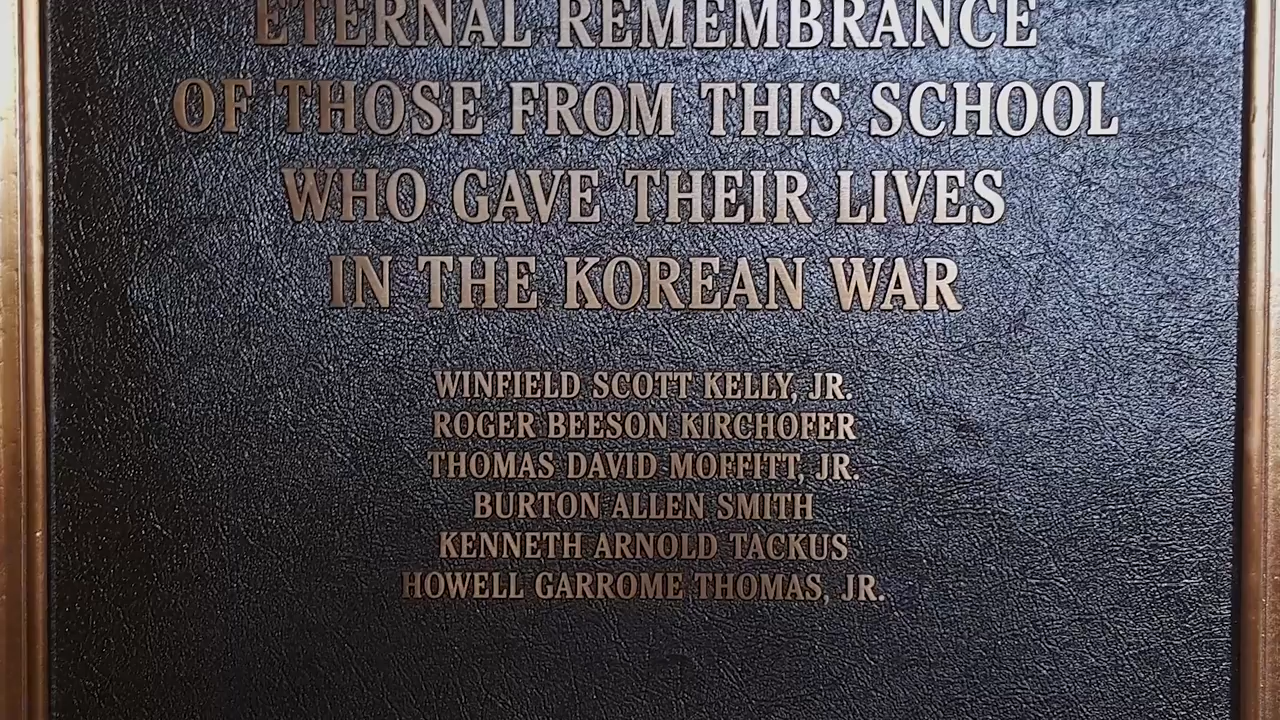 ETERNAL REMEMBRANCE
OF THOSE FROM THIS SCHOOL
WHO GAVE THEIR LIVES
IN THE KOREAN WAR
WINFIELD SCOTT KELLY, JR.
ROGER BEESON KIRCHOFER
THOMAS DAVID MOFFITT, JR.
BURTON ALLEN SMITH
KENNETH ARNOLD TACKUS
HOWELL GARROME THOMAS, JR.